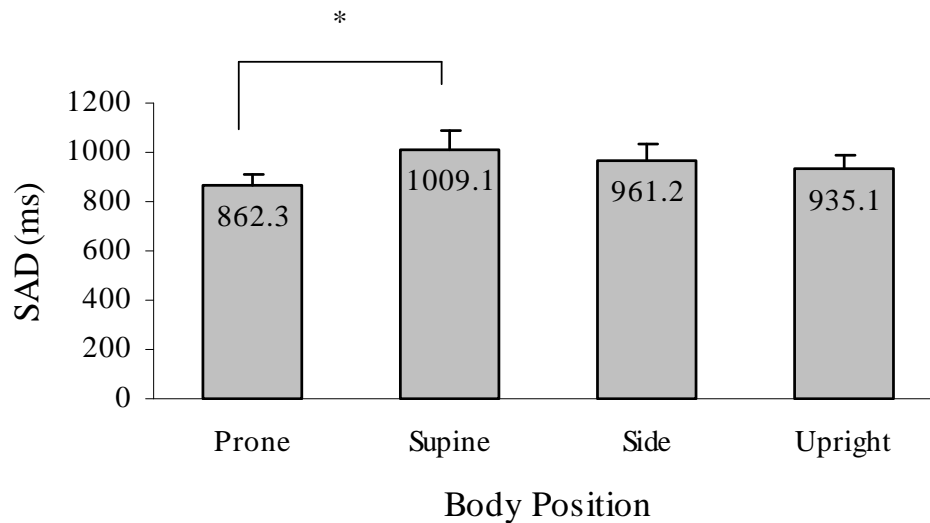 *
SAD (ms)
1200
1000
800
600
400
200
0
862.3
1009.1
961.2
935.1
Prone
Supine
Side
Upright
Body Position